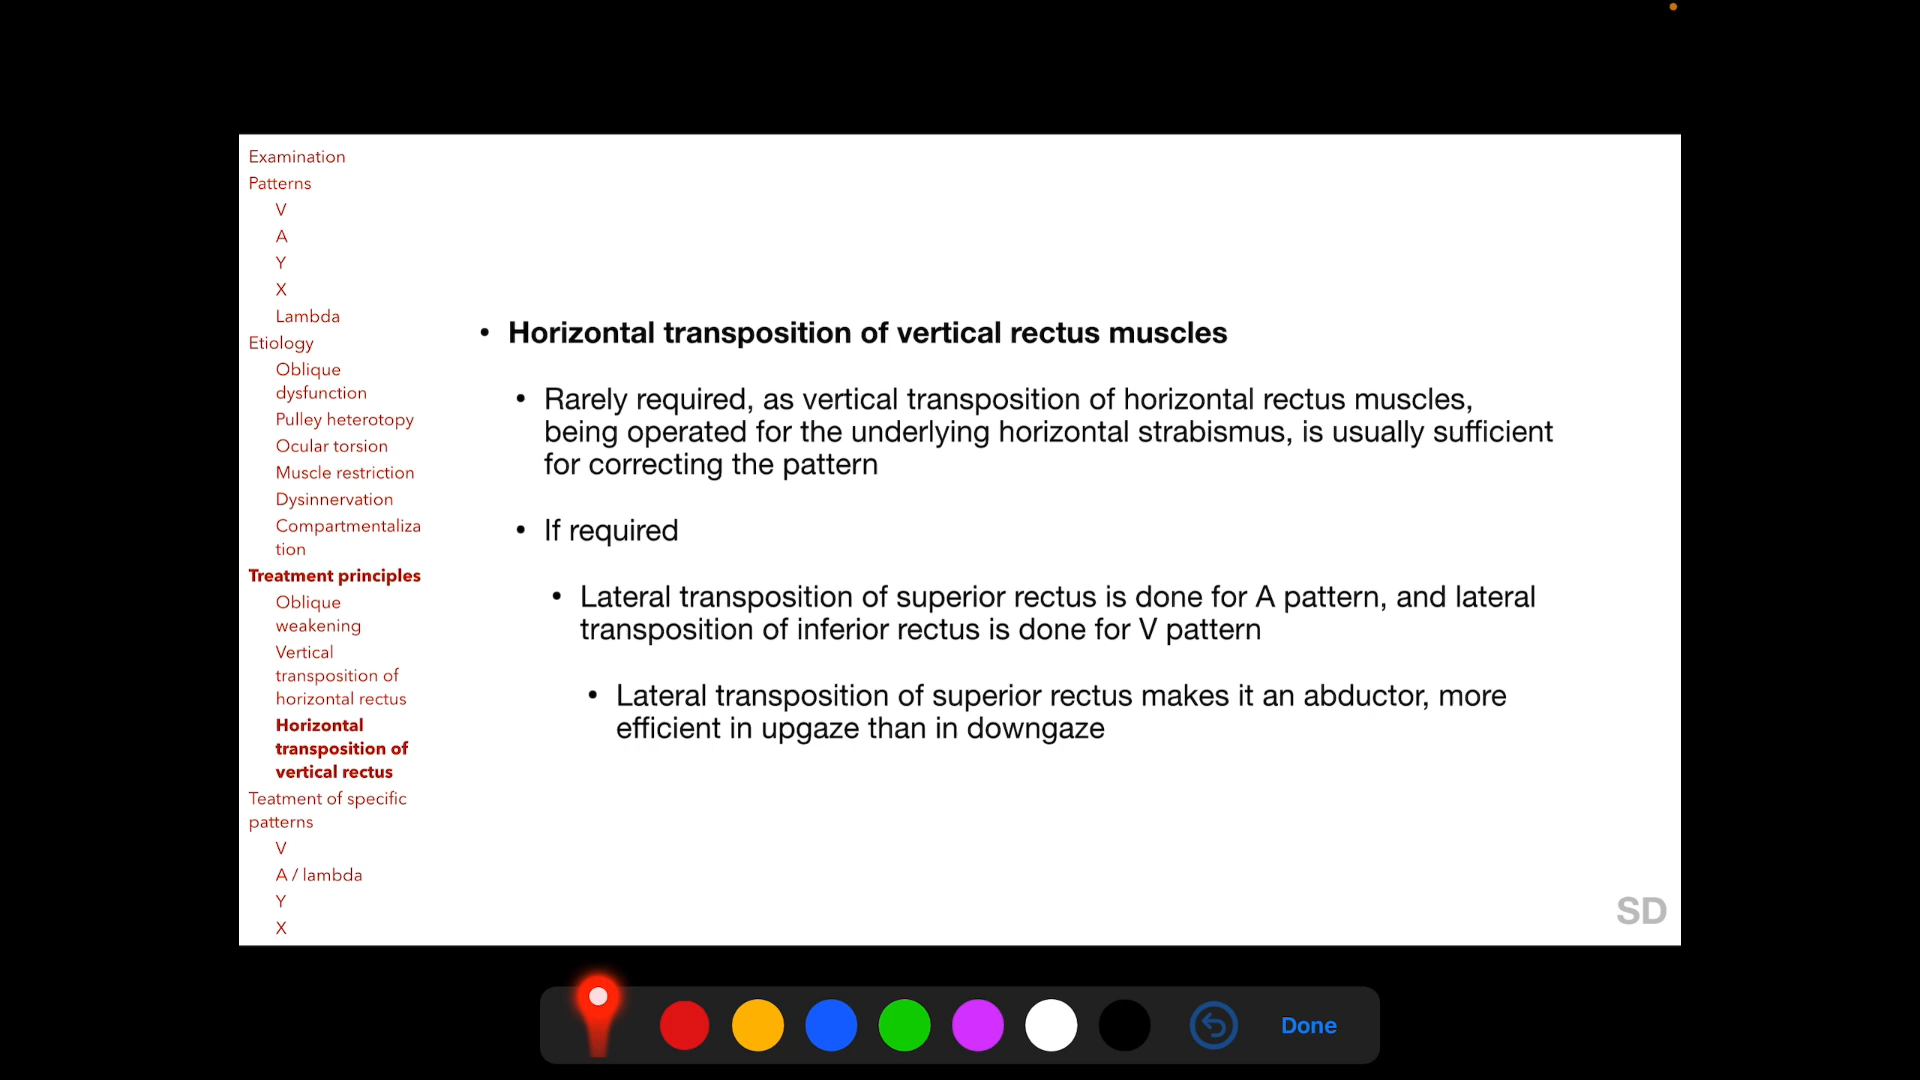 Examination
Patterns
V
A
Y
X
Lambda
Etiology
Oblique
dysfunction
Pulley heterotopy
Ocular torsion
Muscle restriction
Dysinnervation
Compartmentaliza
tion
Treatment principles
Oblique
weakening
Vertical
transposition of
horizontal rectus
Horizontal
transposition of
vertical rectus
Teatment of specific
patterns
V
A / lambda
Y
X
• Horizontal transposition of vertical rectus muscles
• Rarely required, as vertical transposition of horizontal rectus muscles,
being operated for the underlying horizontal strabismus, is usually sufficient
for correcting the pattern
• If required
• Lateral transposition of superior rectus is done for A pattern, and lateral
transposition of inferior rectus is done for V pattern
• Lateral transposition of superior rectus makes it an abductor, more
efficient in upgaze than in downgaze
SD
Done